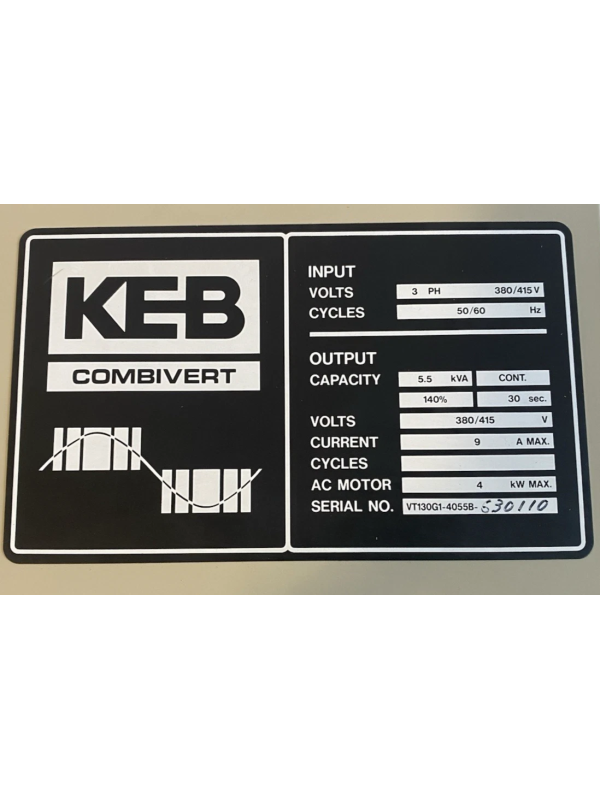 KEB
COMBIVERT
INPUT
VOLTS 3 PH 380/415 V
CYCLES 50/60 Hz
OUTPUT
CAPACITY 5.5 kVA CONT.
140% 30 sec.
VOLTS 380/415 V
CURRENT 9 A MAX.
CYCLES
AC MOTOR 4 kW MAX.
SERIAL NO. VT130G1-4055B-630110